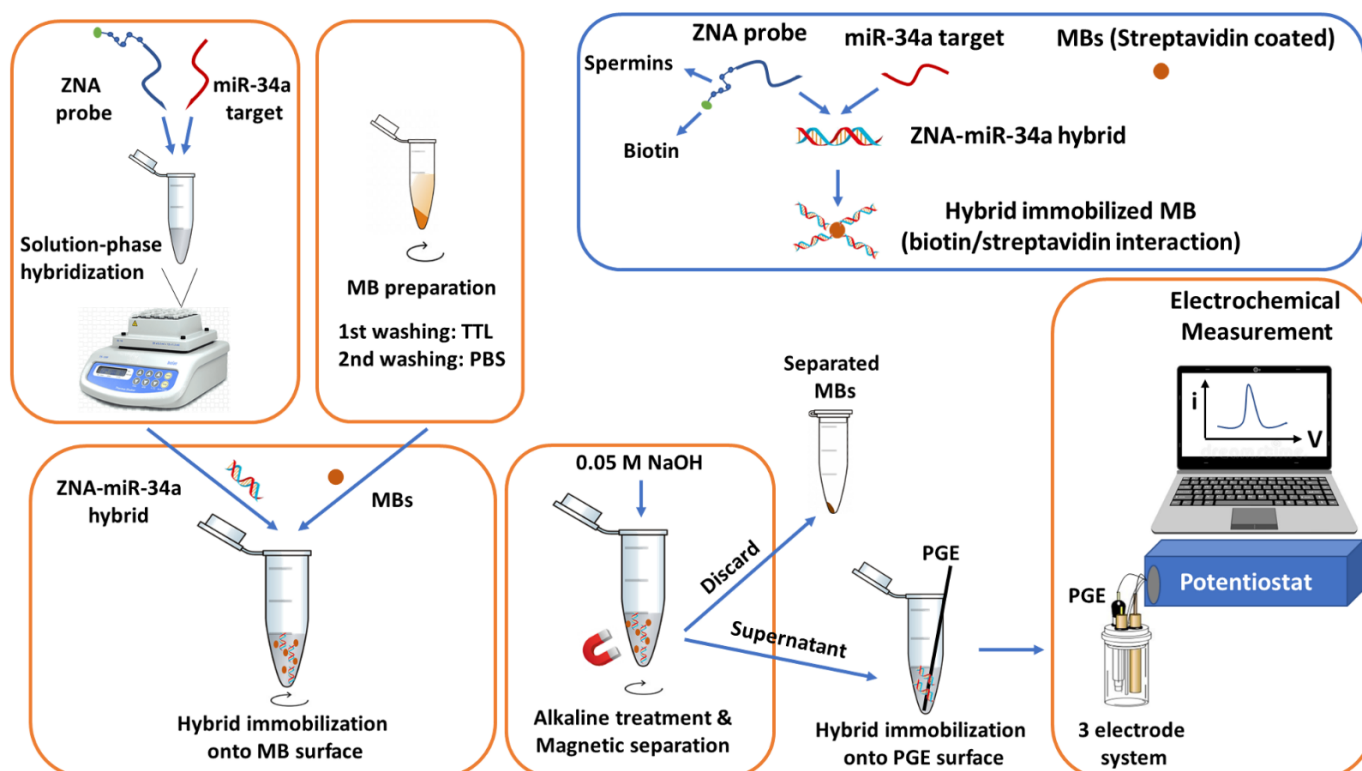 ZNA
probe
miR-34a
target
Solution-phase
hybridization
MB preparation
1st washing: TTL
2nd washing: PBS
ZNA probe
miR-34a target
MBs (Streptavidin coated)
Spermins
Biotin
ZNA-miR-34a hybrid
Hybrid immobilized MB
(biotin/streptavidin interaction)
ZNA-miR-34a
hybrid
MBs
Hybrid immobilization
onto MB surface
0.05 M NaOH
Alkaline treatment &
Magnetic separation
Discard
Supernatant
Separated
MBs
PGE
Hybrid immobilization
onto PGE surface
Electrochemical
Measurement
i
V
Potentiostat
PGE
3 electrode
system